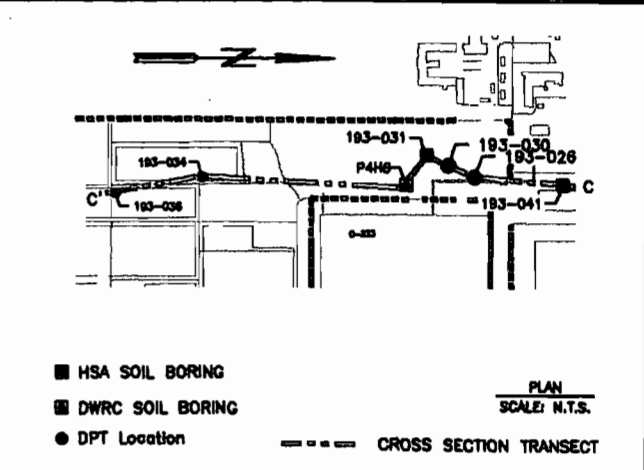 N
193-031
193-030
193-034
P4H6
193-026
C'
193-036
193-041
C
HSA SOIL BORING
DWRC SOIL BORING
DPT Location
PLAN
SCALE: N.T.S.
CROSS SECTION TRANSECT